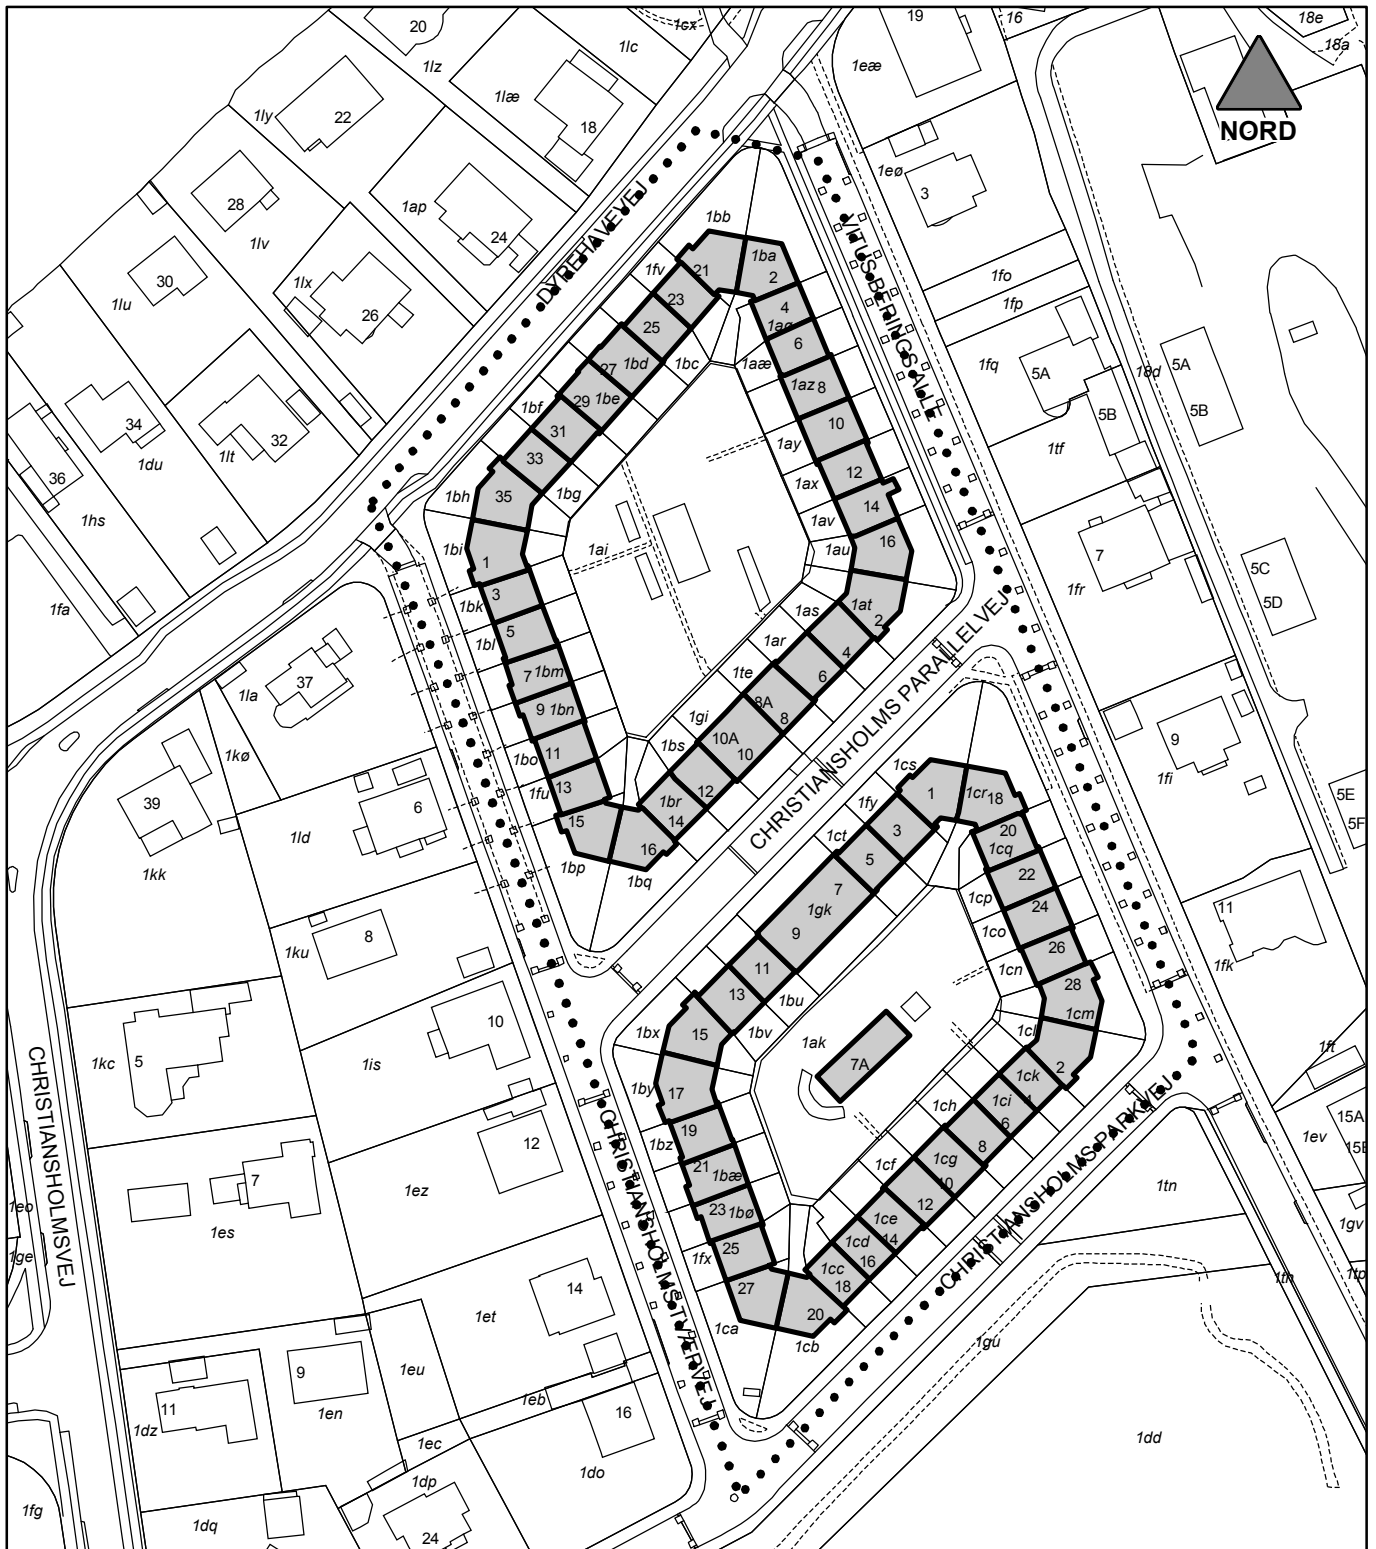 20
1cx
19
16
18e
18a
1lc
1lz
1læ
1eæ
22
1ly
18
NORD
28
1ap
24
1eø
3
1lv
1bb
30
1lx
26
1lu
DYREHAVEVEJ
VITUS BERINGS ALLE
1fv
21
1ba
2
1fo
1fp
23
4
25
6
1bd
1bc
1aæ
27
1az
8
1fq
5A
18d
5A
5B
5B
29
1be
1bf
34
1du
32
1lt
31
10
1tf
1ay
33
12
36
1hs
1bh
35
1bg
1ax
14
1av
1ai
16
1au
1bi
1
7
1fr
5C
5D
1fa
3
1bk
1at
2
1as
5
1bl
1ar
4
7
1bm
1te
6
37
1la
8A
8
9
1bn
1gi
10A
10
1kø
1bo
11
1bs
9
1fi
13
12
1fu
1br
14
CHRISTIANSHOLMS PARALLELVEJ
1cs
1
1cr
18
39
6
15
16
1fy
3
20
5E
5F
1ld
1kk
1bp
1bq
1ct
5
1cq
22
7
1gk
1cp
24
11
8
1ku
9
1co
26
1fk
11
1cn
28
1cm
13
1bu
10
1bx
15
1bv
1cl
1kc
5
1is
1ak
7A
1ck
2
1ft
1by
17
1ci
1ch
6
15A
1ev
12
1bz
19
8
7
21
1bæ
1cf
1cg
10
1ez
23
1bø
12
1tn
1es
1ce
14
1gv
1eo
1ge
1fx
25
1cd
16
1th
1tp
CHRISTIANSHOLMSVEJ
CHRISTIANSHOLMS TVÆRVEJ
CHRISTIANSHOLMS PARKVEJ
14
1et
27
1cc
18
20
1ca
1cb
1gu
9
1eu
11
1en
1eb
16
1dz
1ec
1dd
1do
1dp
1fg
1dq
24